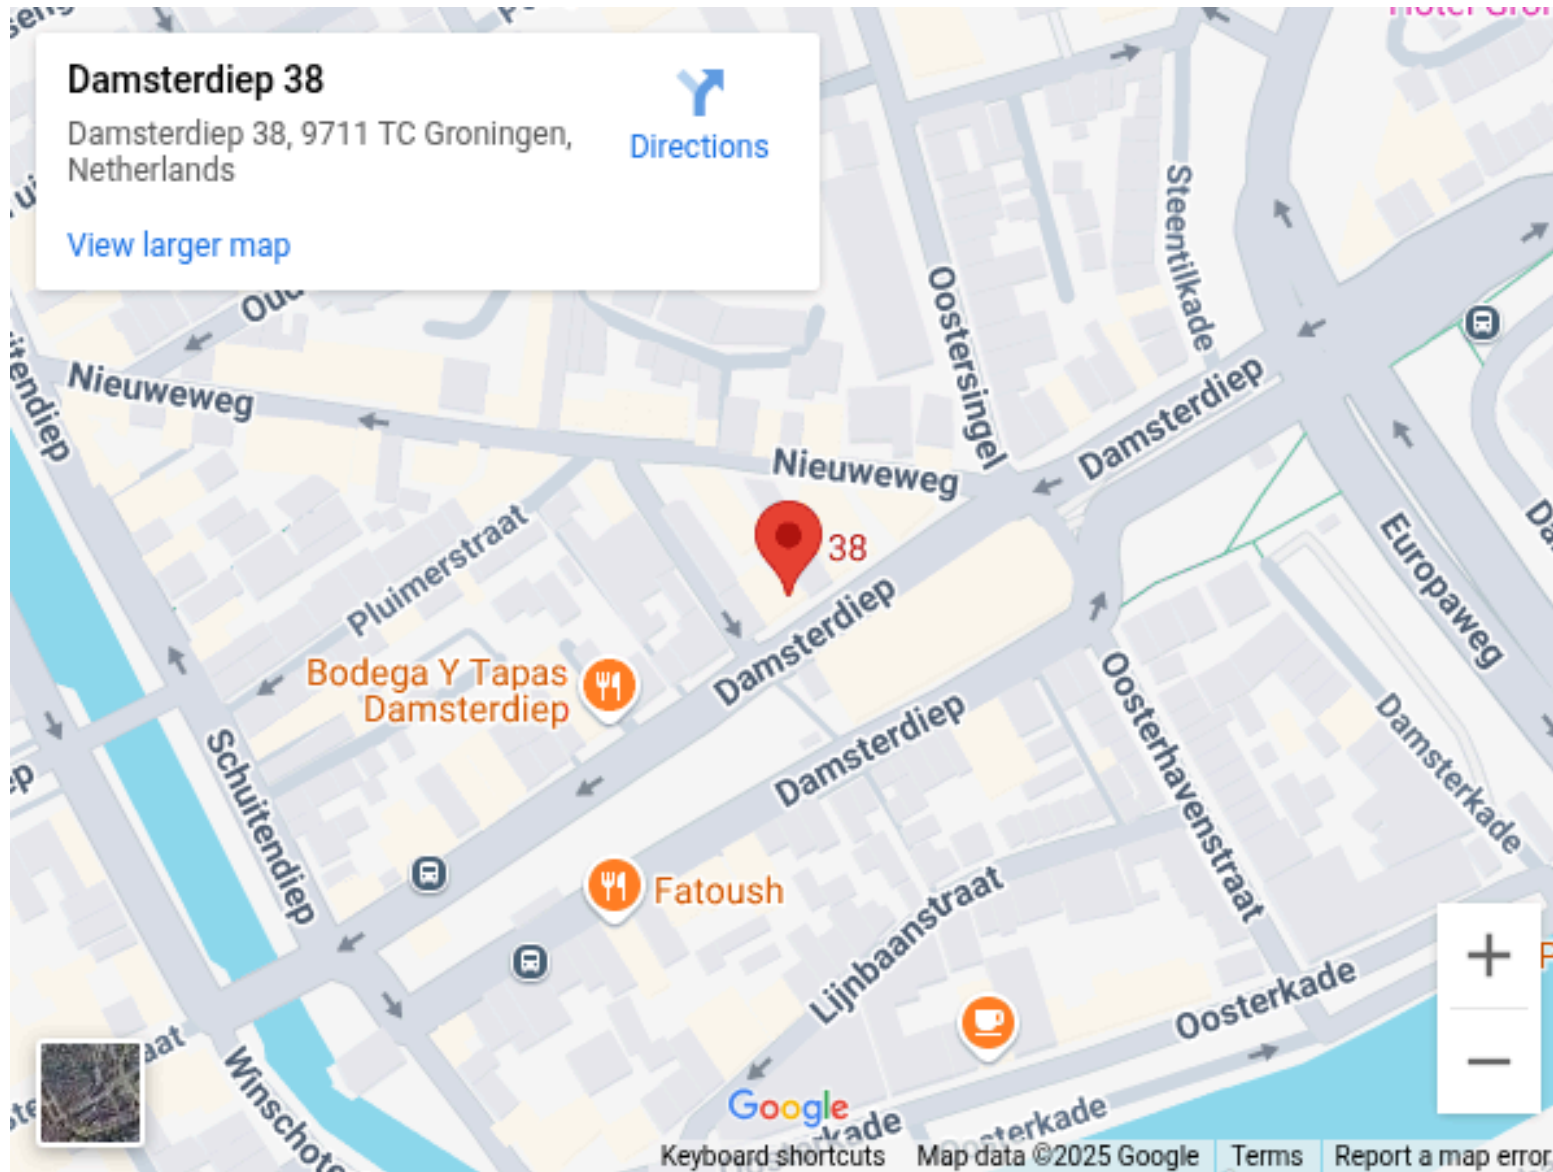 Damsterdiep 38
Damsterdiep 38, 9711 TC Groningen,
Netherlands
Directions
View larger map
Steentilkade
Oostersingel
Nieuweweg
Damsterdiep
Nieuweweg
38
Pluimerstraat
Damsterdiep
Europaweg
Bodega Y Tapas
Damsterdiep
Damsterdiep
Oosterhavenstraat
Damsterkade
Schuitendiep
Fatoush
Lijnbaanstraat
Oosterkade
Google
Keyboard shortcuts
Map data ©2025 Google
Terms
Report a map error